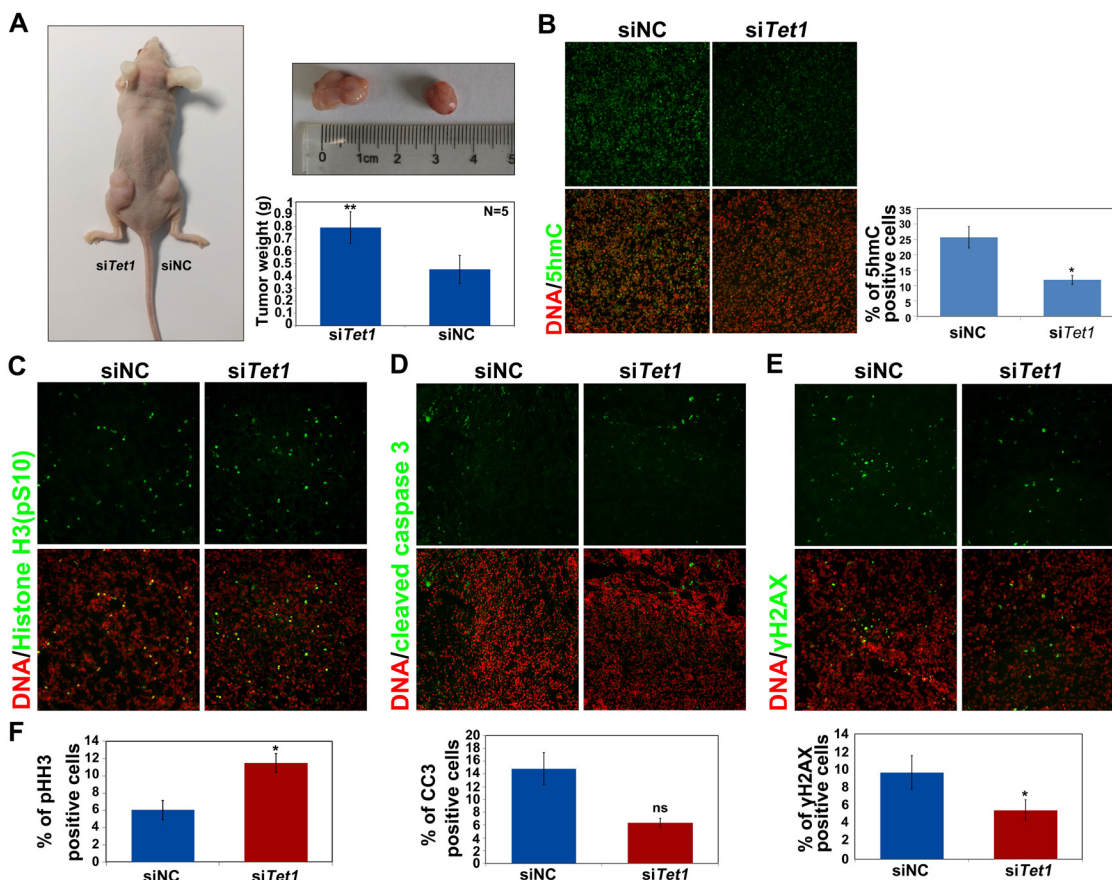 A
siTet1
siNC
0 1cm 2 3 4 5
Tumor weight (g)
1
0.9
0.8
0.7
0.6
0.5
0.4
0.3
0.2
0.1
0
**
N=5
siTet1
siNC
B
siNC
siTet1
DNA/5hmC
% of 5hmC
positive cells
35
30
25
20
15
10
5
0
*
siNC
siTet1
C
siNC
siTet1
DNA/Histone H3(pS10)
D
siNC
siTet1
DNA/cleaved caspase 3
E
siNC
siTet1
DNA/γH2AX
F
% of pHH3
positive cells
14
12
10
8
6
4
2
0
*
siNC
siTet1
% of CC3
positive cells
20
18
16
14
12
10
8
6
4
2
0
ns
siNC
siTet1
% of γH2AX
positive cells
14
12
10
8
6
4
2
0
*
siNC
siTet1